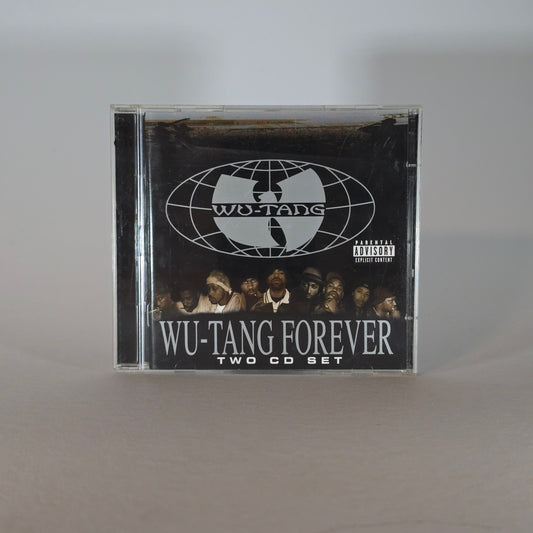 WU-TANG
PARENTAL
ADVISORY
EXPLICIT CONTENT
WU-TANG FOREVER
TWO CD SET